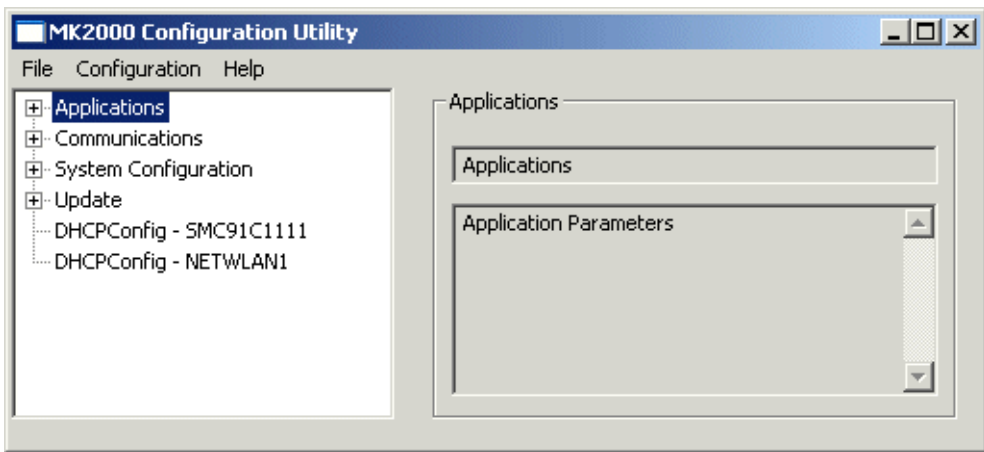 MK2000 Configuration Utility
File Configuration Help
Applications
Communications
System Configuration
Update
DHCPConfig - SMC91C1111
DHCPConfig - NETWLAN1
Applications
Applications
Application Parameters